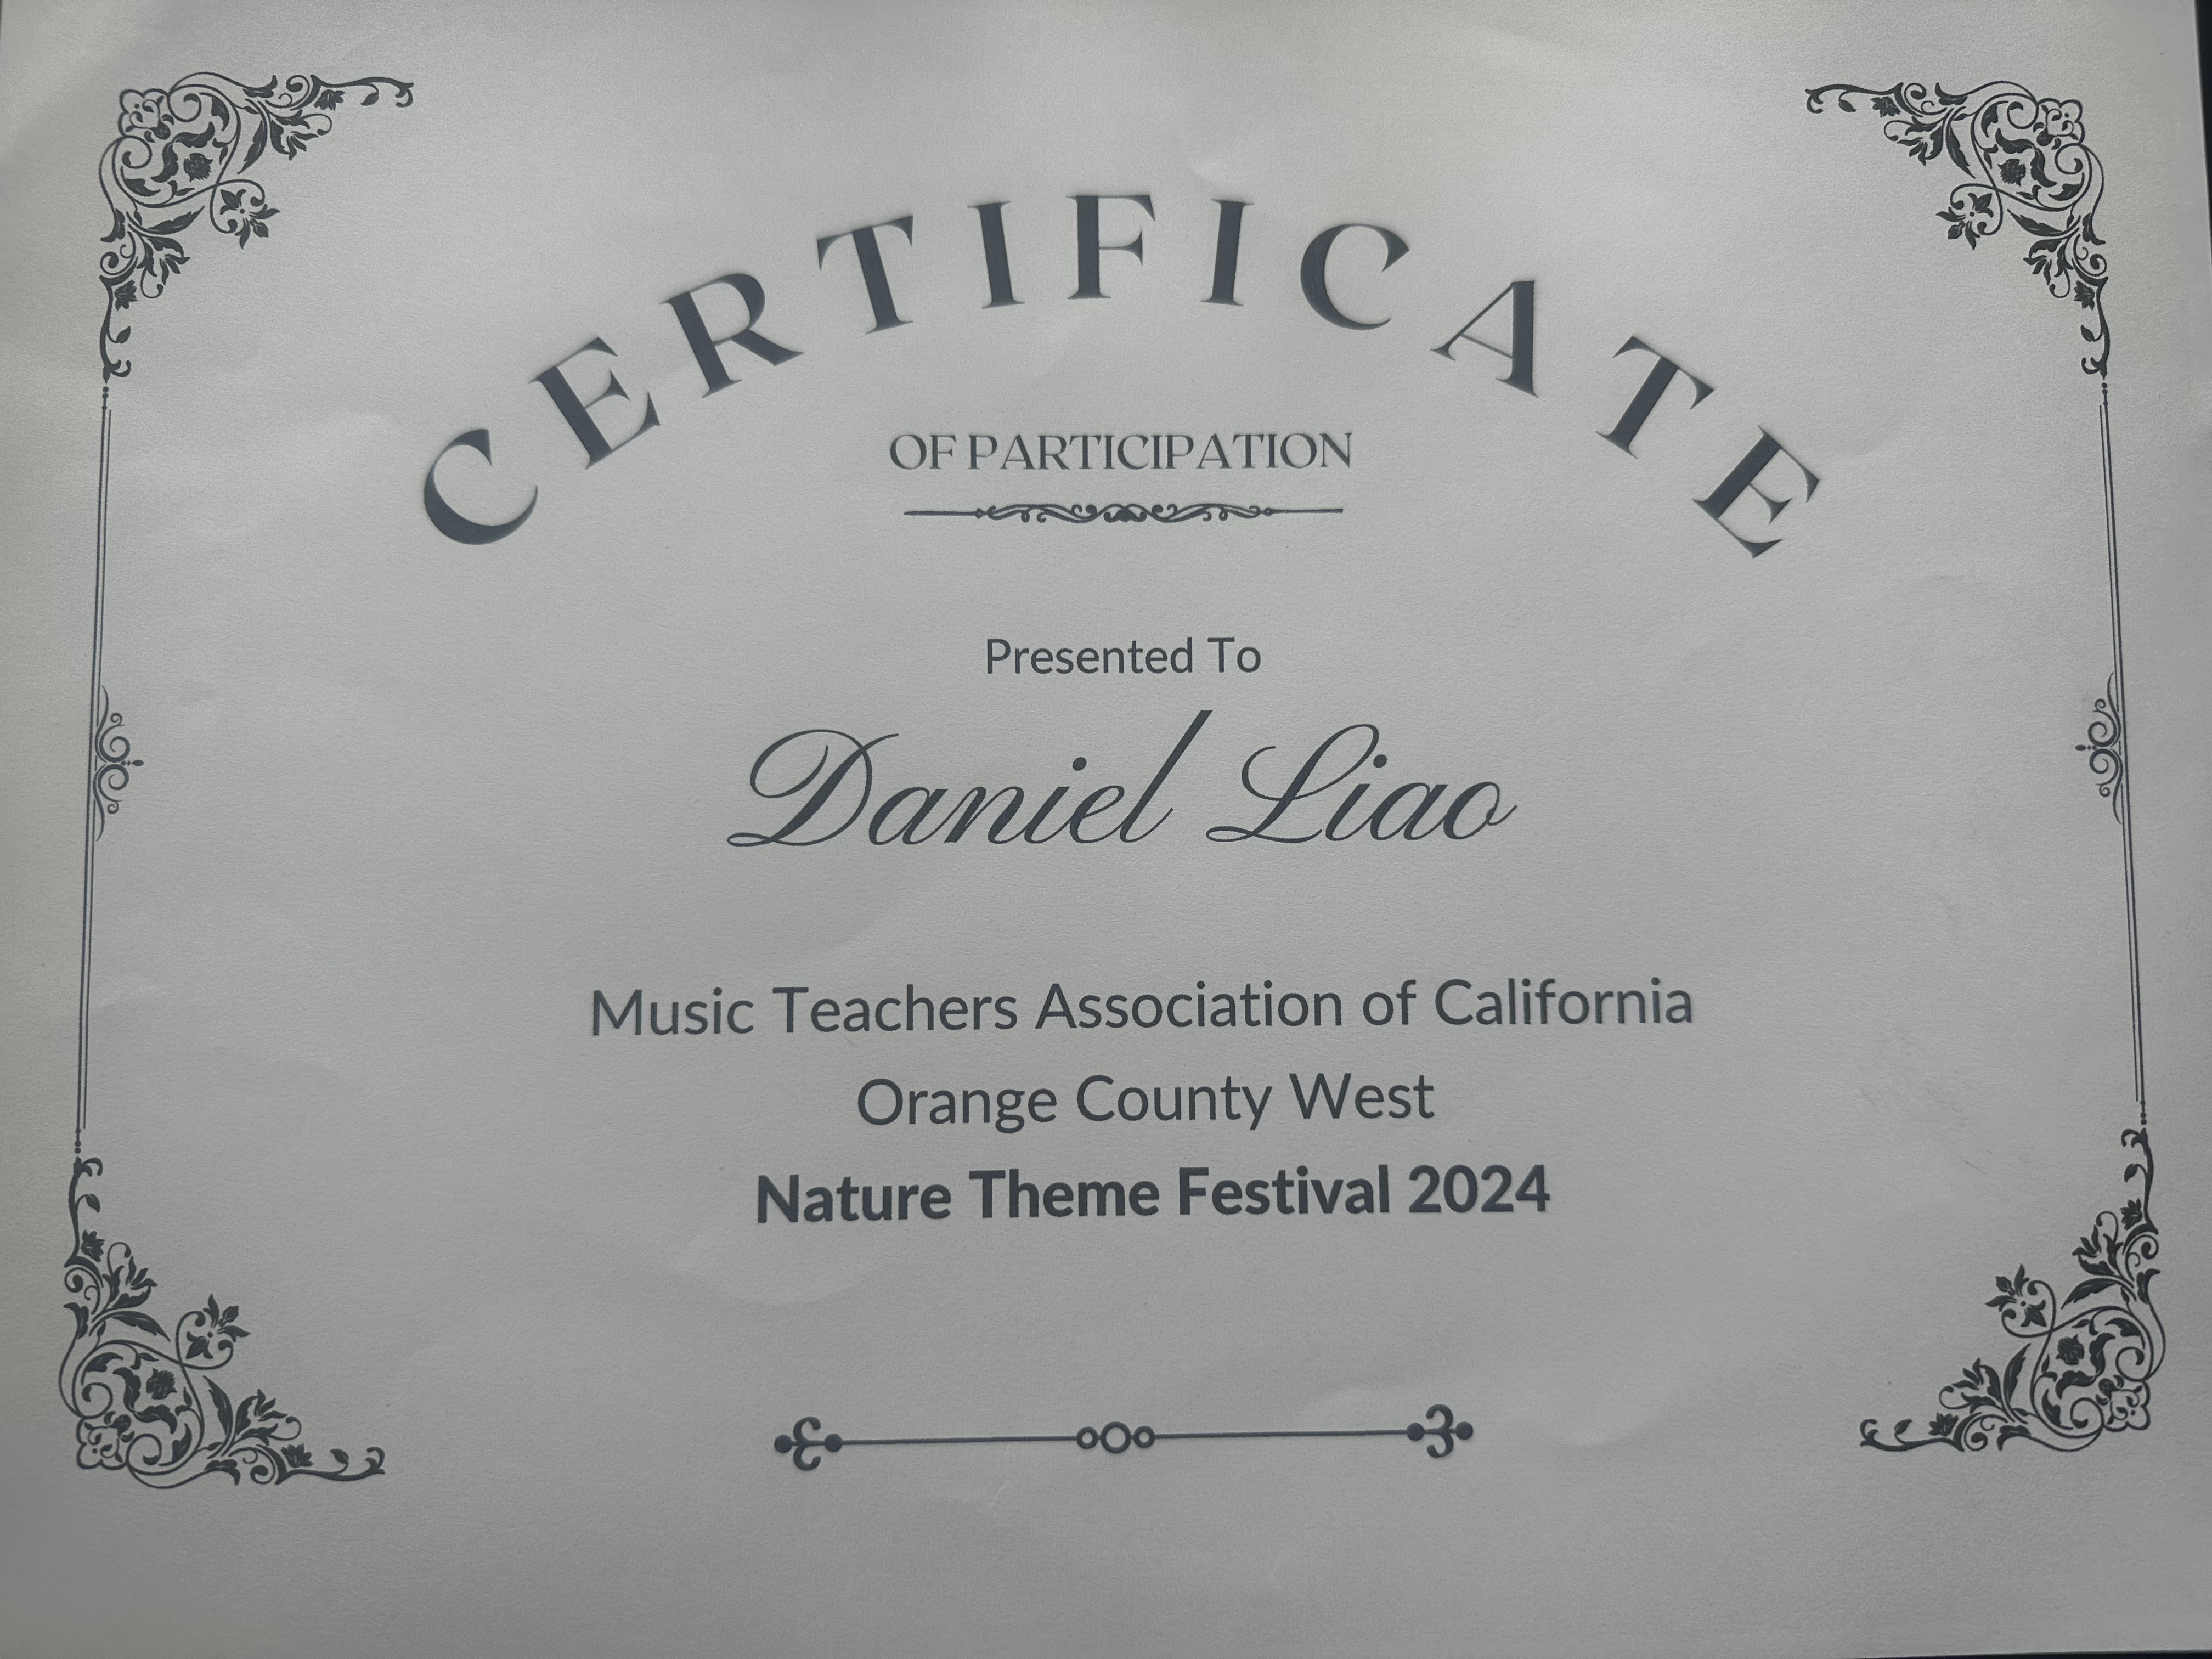 CERTIFICATE
OF PARTICIPATION
Presented To
Daniel Liao
Music Teachers Association of California
Orange County West
Nature Theme Festival 2024